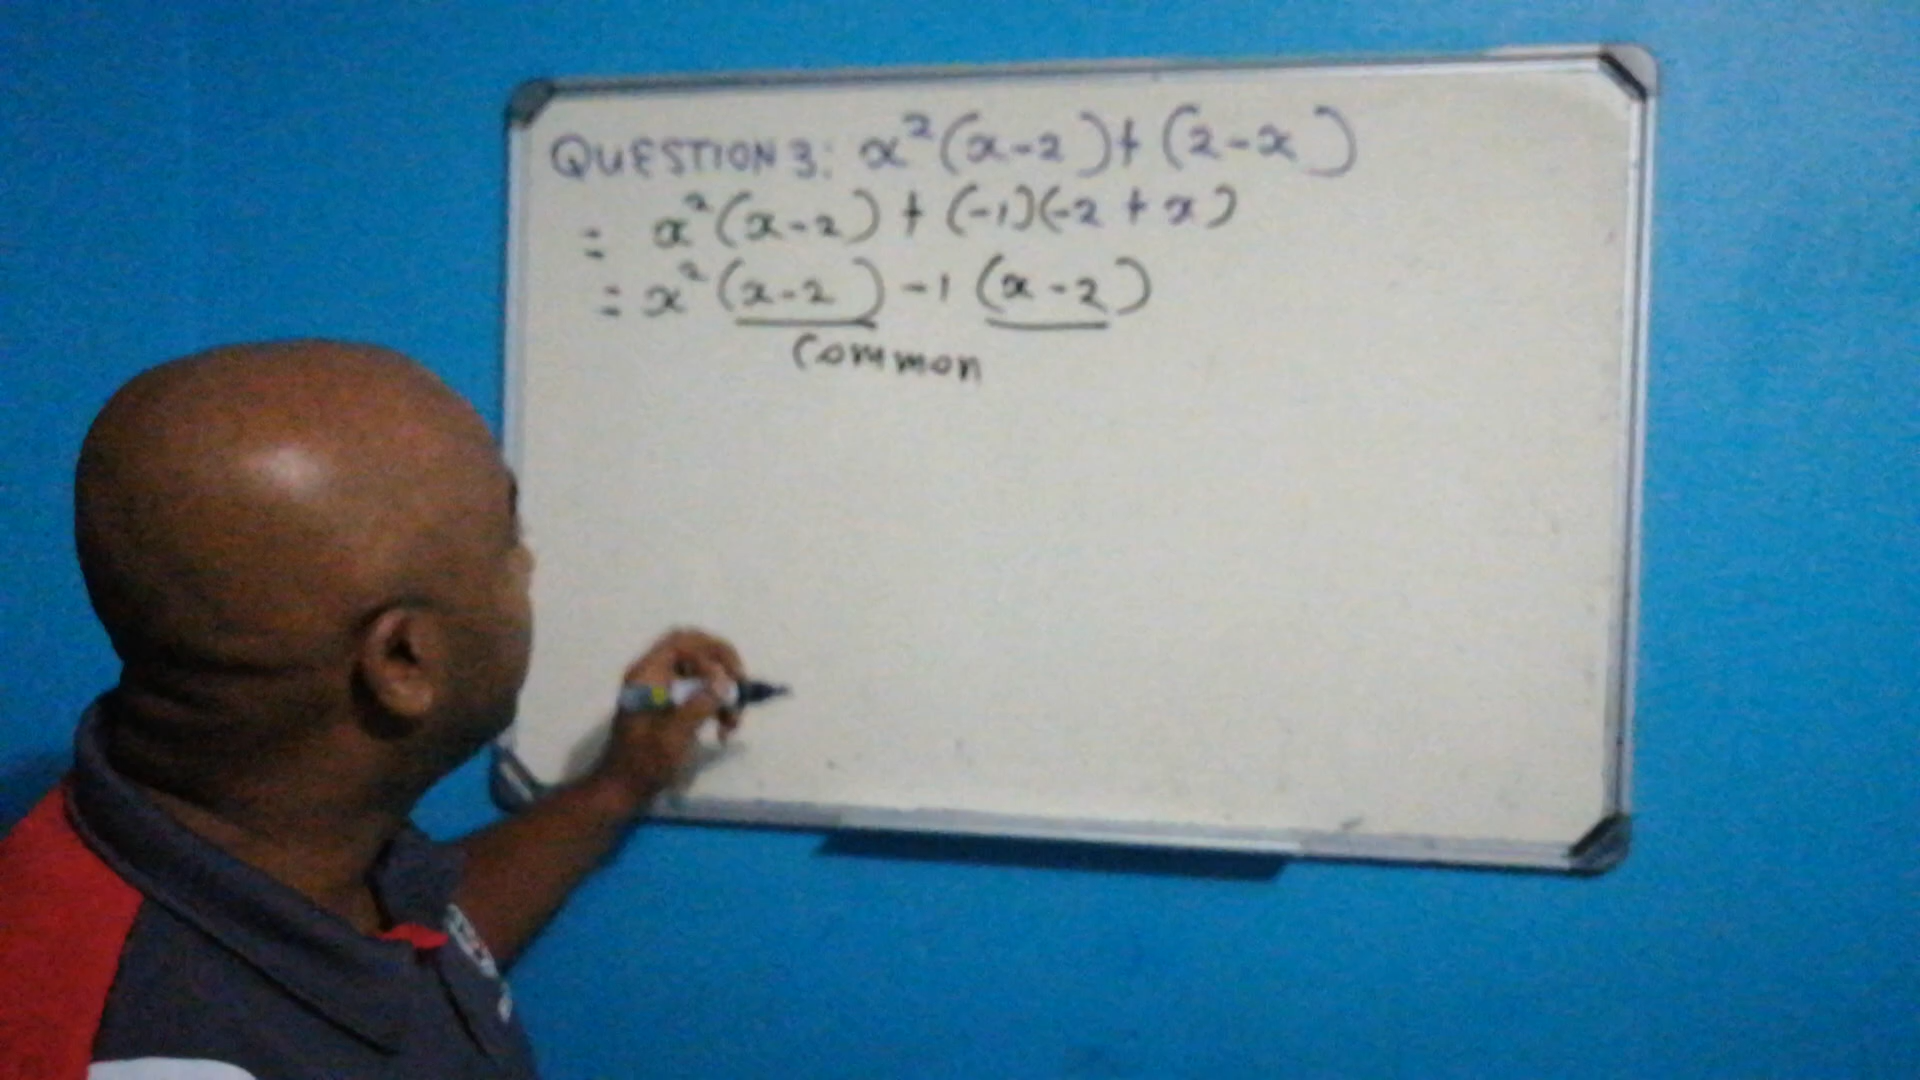 QUESTION 3: x²(x-2)+(2-x)
= x²(x-2)+(-1)(-2+x)
= x²(x-2)-1(x-2)
Common